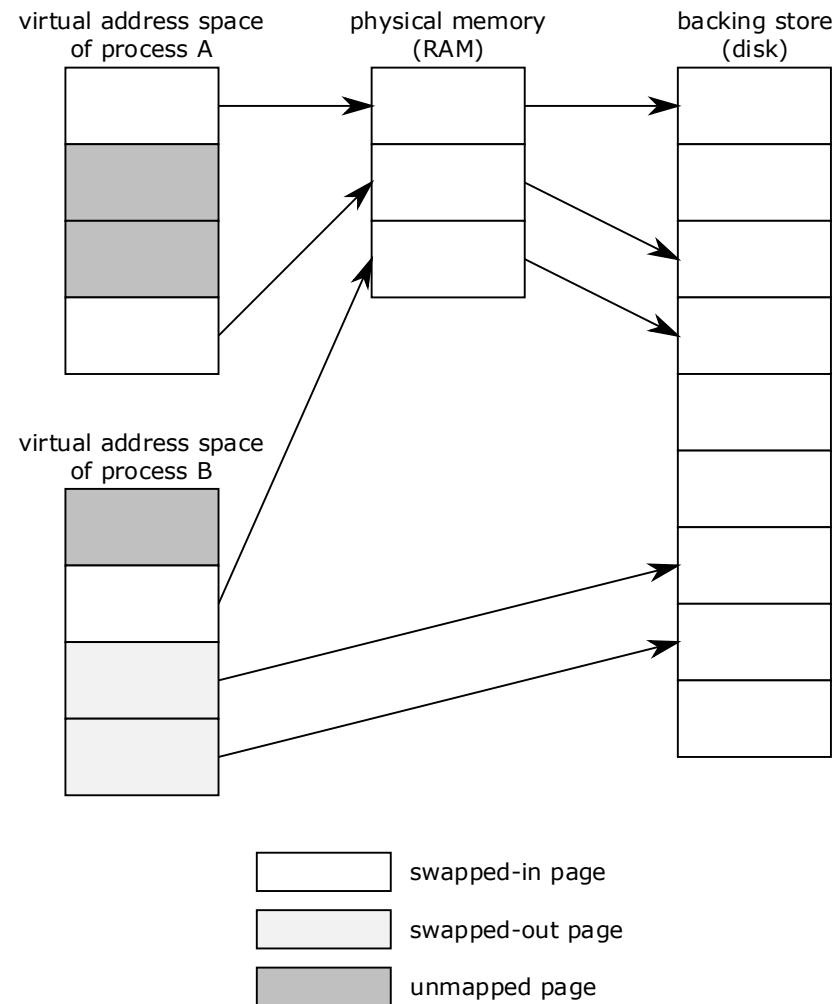 virtual address space
of process A
physical memory
(RAM)
backing store
(disk)
virtual address space
of process B
swapped-in page
swapped-out page
unmapped page